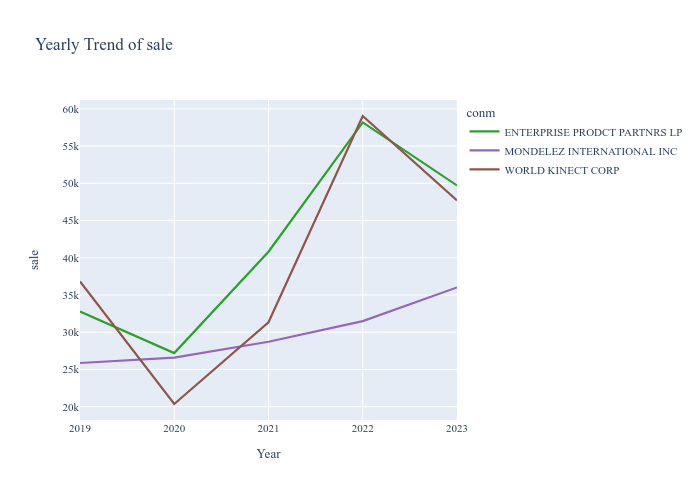 Yearly Trend of sale
conm
ENTERPRISE PRODCT PARTNRS LP
MONDELEZ INTERNATIONAL INC
WORLD KINECT CORP
60k
55k
50k
45k
40k
35k
30k
25k
20k
sale
2019 2020 2021 2022 2023
Year